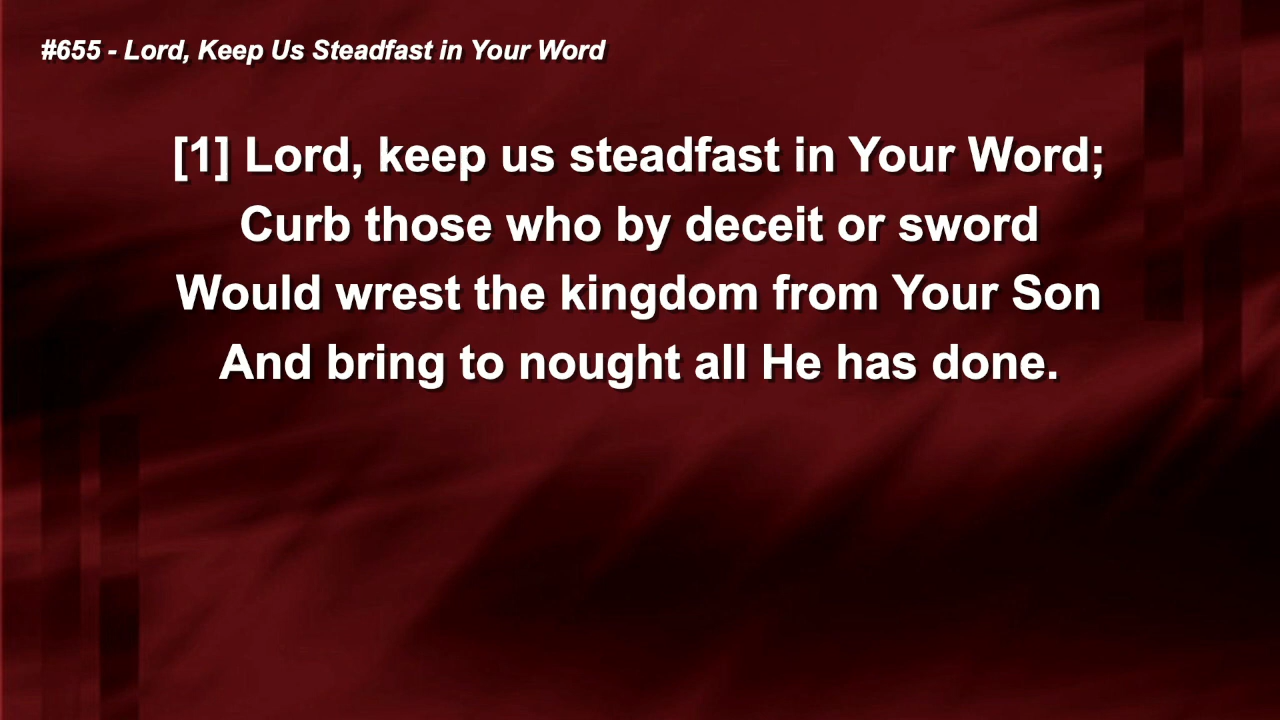 #655 - Lord, Keep Us Steadfast in Your Word
[1] Lord, keep us steadfast in Your Word;
Curb those who by deceit or sword
Would wrest the kingdom from Your Son
And bring to nought all He has done.